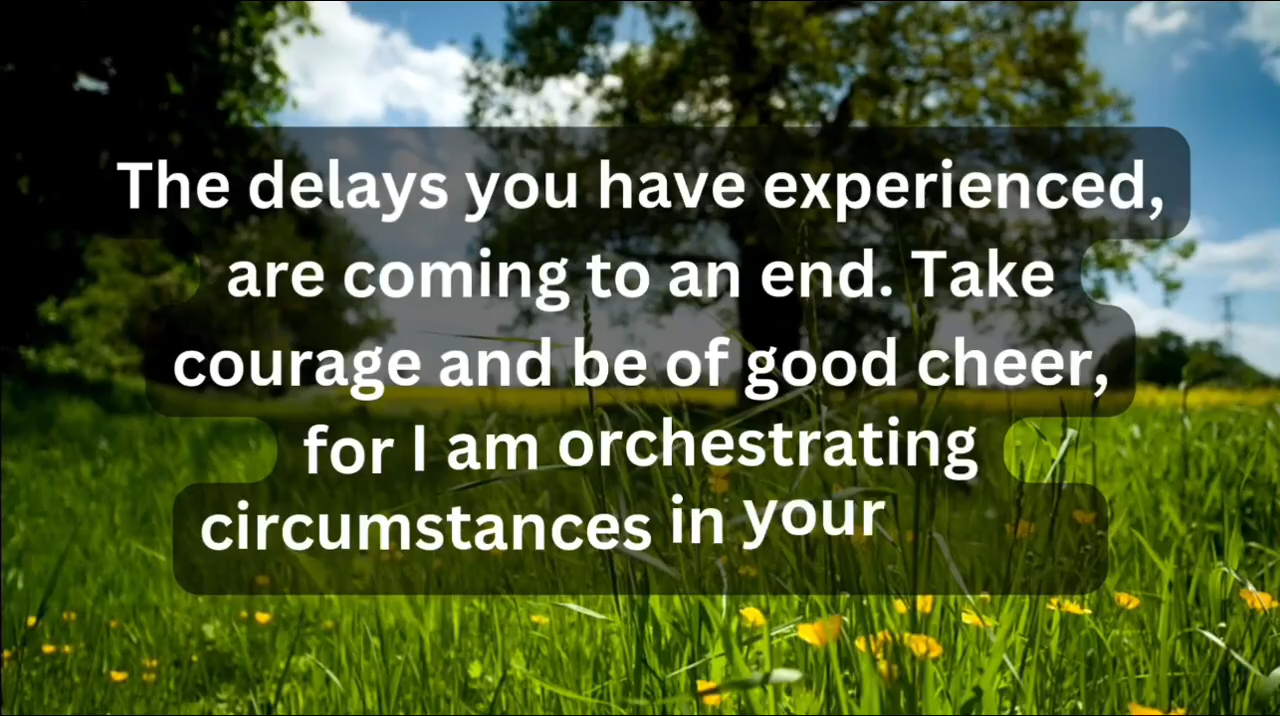 The delays you have experienced,
are coming to an end. Take
courage and be of good cheer,
for I am orchestrating
circumstances in your